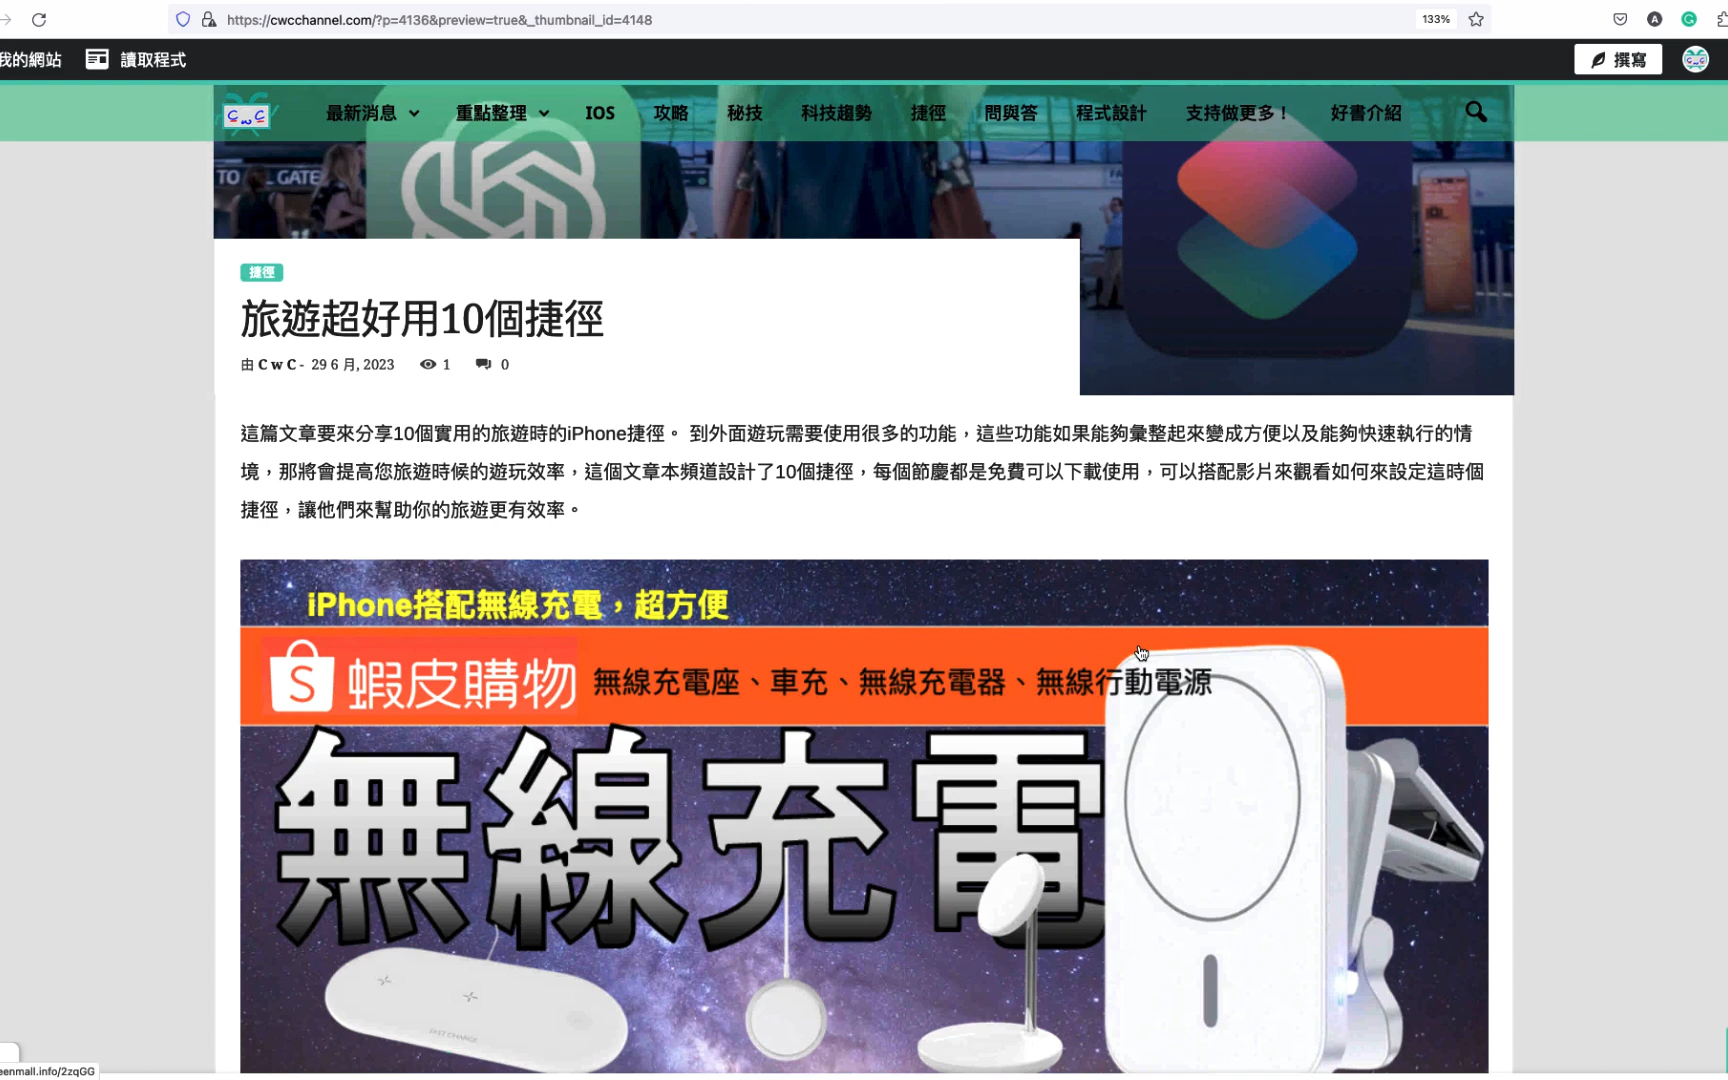 https://cwcchannel.com/?p=4136&preview=true&_thumbnail_id=4148
133%
我的網站
讀取程式
撰寫
CwC
最新消息
重點整理
IOS
攻略
秘技
科技趨勢
捷徑
問與答
程式設計
支持做更多！
好書介紹
捷徑
旅遊超好用10個捷徑
由 C w C - 29 6 月, 2023 1 0
這篇文章要來分享10個實用的旅遊時的iPhone捷徑。 到外面遊玩需要使用很多的功能，這些功能如果能夠彙整起來變成方便以及能夠快速執行的情
境，那將會提高您旅遊時候的遊玩效率，這個文章本頻道設計了10個捷徑，每個節慶都是免費可以下載使用，可以搭配影片來觀看如何來設定這時個
捷徑，讓他們來幫助你的旅遊更有效率。
iPhone搭配無線充電，超方便
S 蝦皮購物 無線充電座、車充、無線充電器、無線行動電源
無線充電
FAST CHARGE
eenmall.info/2zqGG